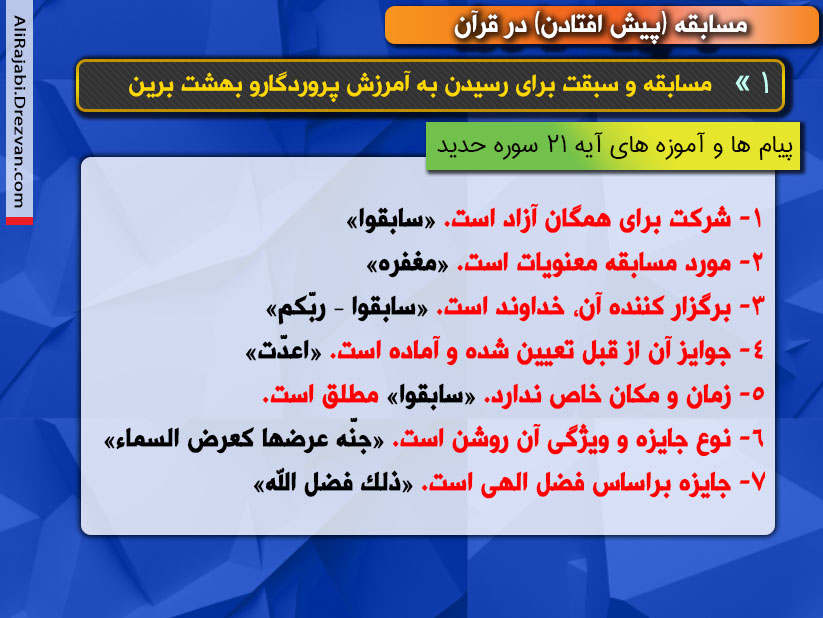 مسابقه (پیش افتادن) در قرآن
۱ » مسابقه و سبقت برای رسیدن به آمرزش پروردگارو بهشت برین
پیام ها و آموزه های آیه ۲۱ سوره حدید
۱- شرکت برای همگان آزاد است. «سابقوا»
۲- مورد مسابقه معنویات است. «مغفره»
۳- برگزار کننده آن، خداوند است. «سابقوا - ربّکم»
۴- جوایز آن از قبل تعیین شده و آماده است. «اعدّت»
۵- زمان و مکان خاص ندارد. «سابقوا» مطلق است.
۶- نوع جایزه و ویژگی آن روشن است. «جنّه عرضها کعرض السماء»
۷- جایزه براساس فضل الهی است. «ذلك فضل الله»
AliRajabi.Drezvan.com